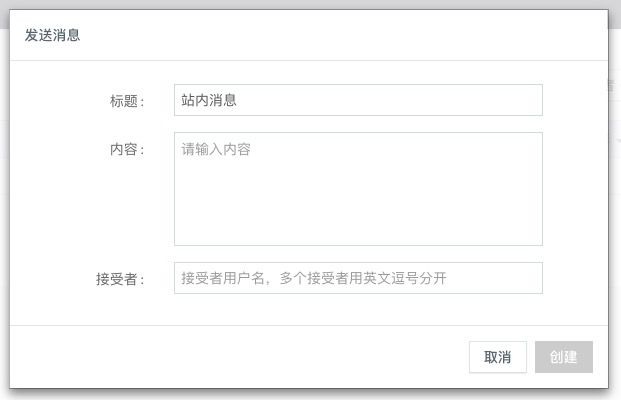 发送消息
标题：
站内消息
内容：
请输入内容
接受者：
接受者用户名，多个接受者用英文逗号分开
取消
创建